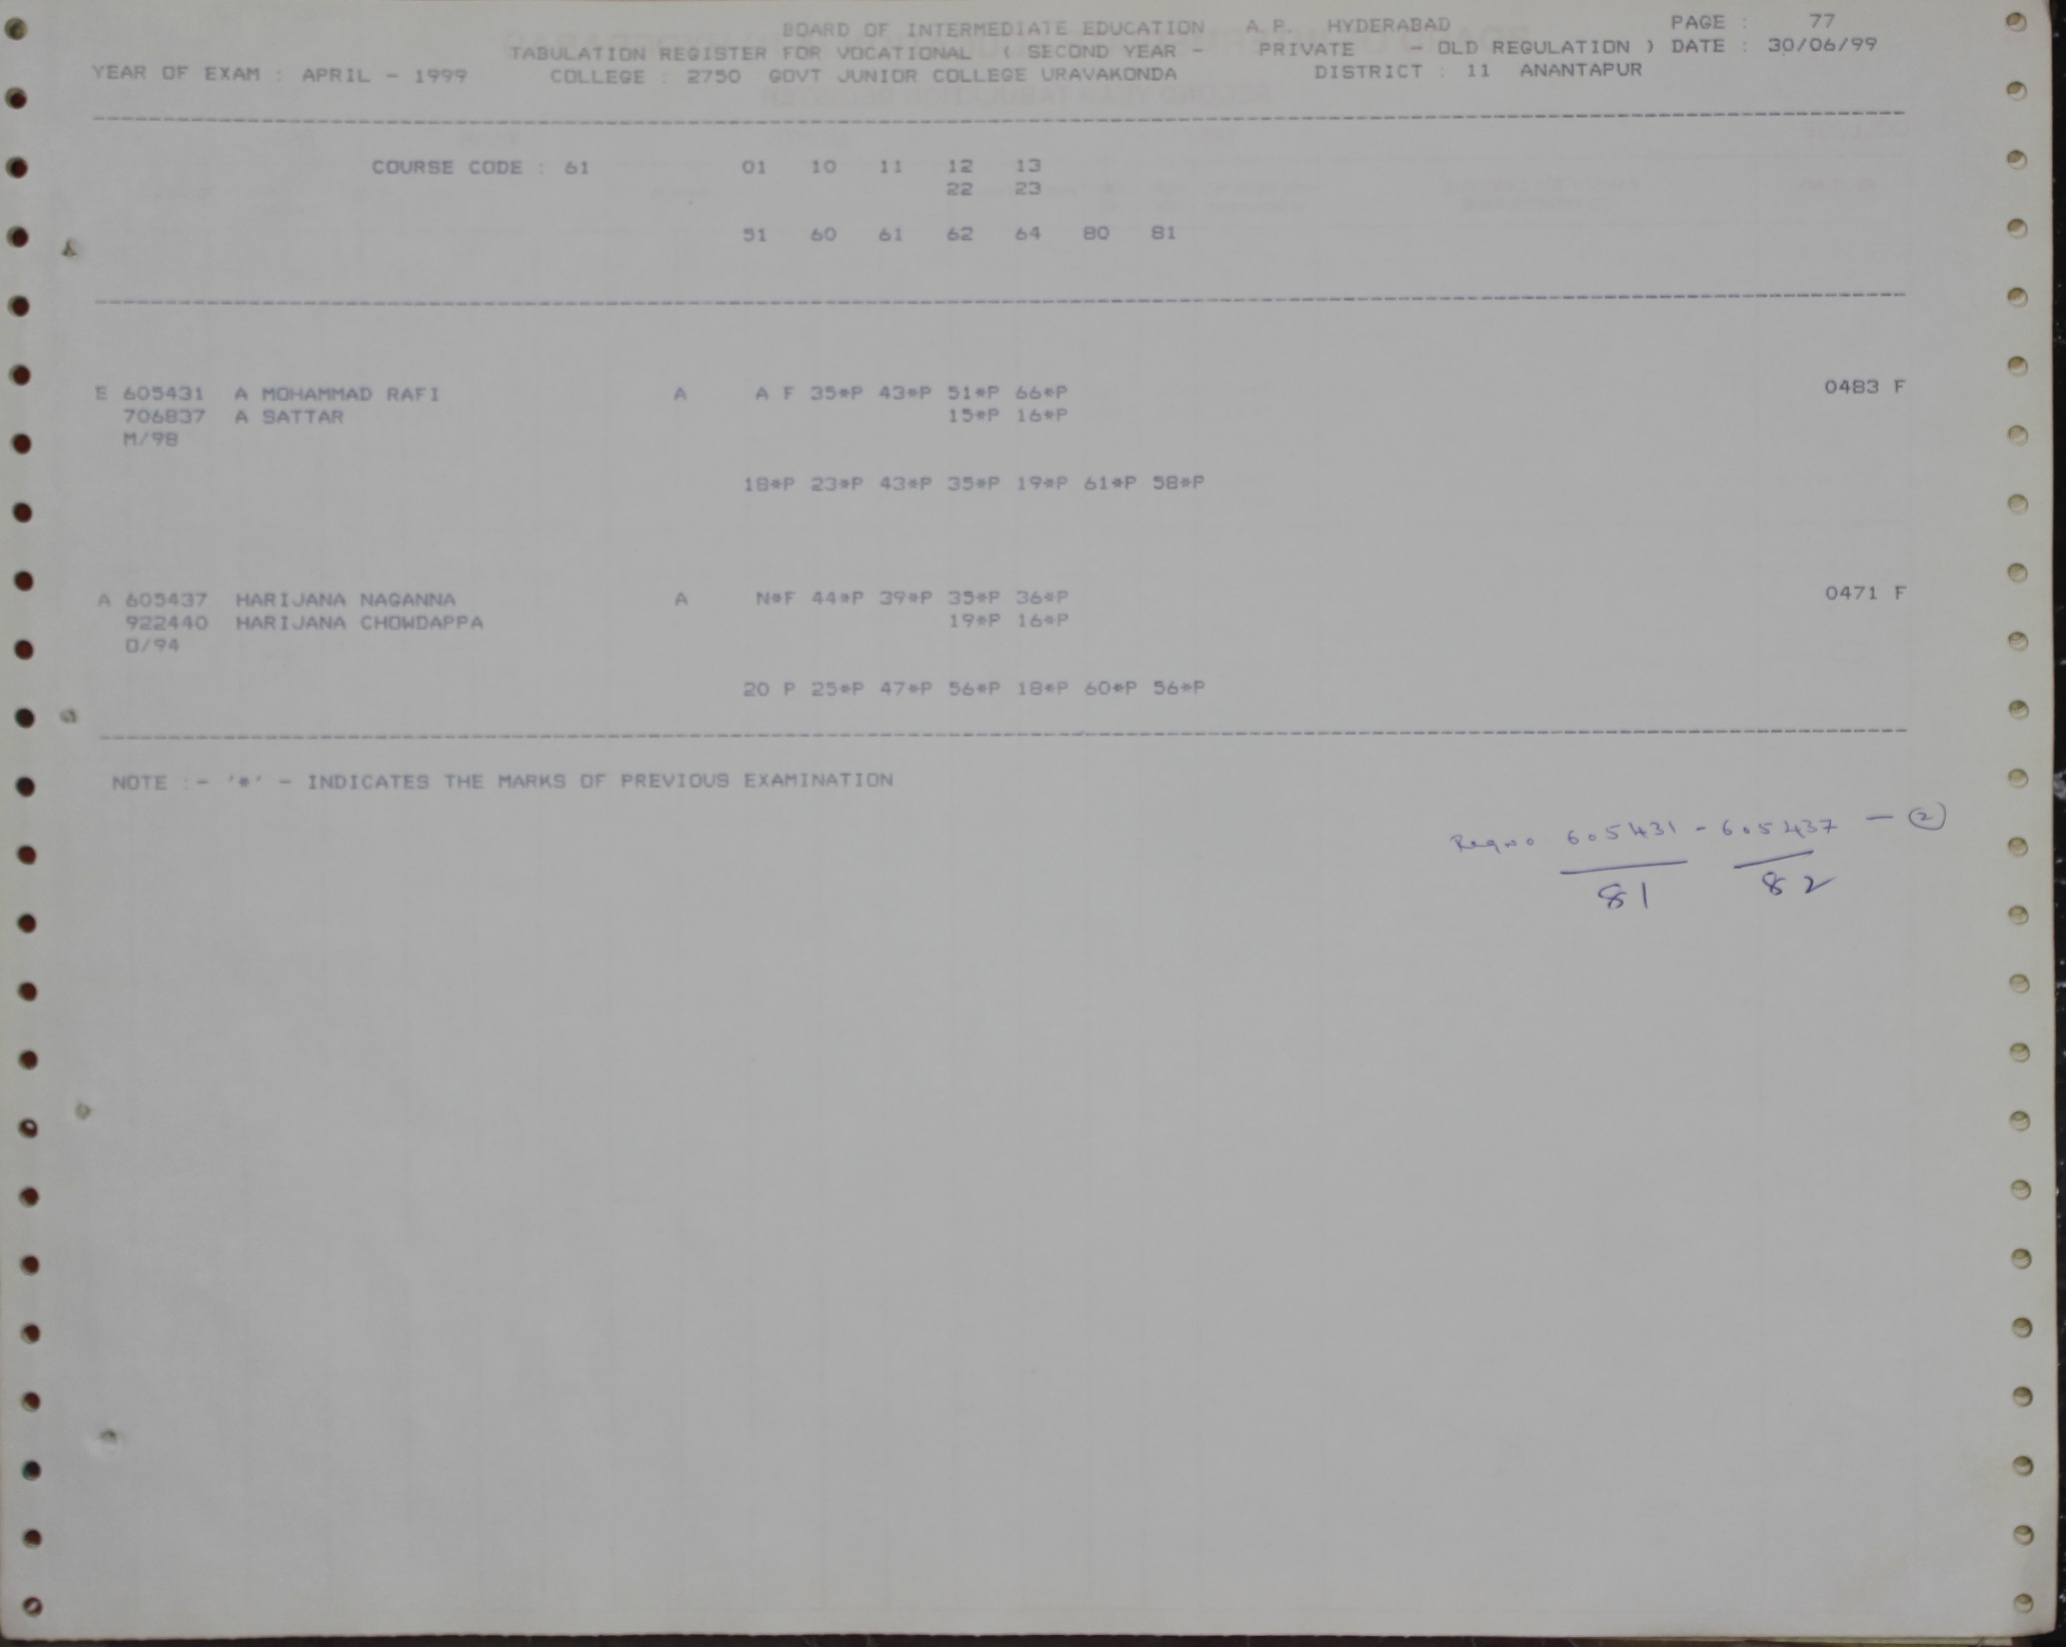 BOARD OF INTERMEDIATE EDUCATION A.P. HYDERABAD PAGE : 77
TABULATION REGISTER FOR VOCATIONAL ( SECOND YEAR - PRIVATE - OLD REGULATION ) DATE : 30/06/99
YEAR OF EXAM : APRIL - 1999 COLLEGE : 2750 GOVT JUNIOR COLLEGE URAVAKONDA DISTRICT : 11 ANANTAPUR
COURSE CODE : 61 01 10 11 12 13
22 23
51 60 61 62 64 80 81
E 605431 A MOHAMMAD RAFI A A F 35*P 43*P 51*P 66*P 0483 F
706837 A SATTAR 15*P 16*P
M/98
18*P 23*P 43*P 35*P 19*P 61*P 58*P
A 605437 HARIJANA NAGANNA A N*F 44*P 39*P 35*P 36*P 0471 F
922440 HARIJANA CHOWDAPPA 19*P 16*P
O/94
20 P 25*P 47*P 56*P 18*P 60*P 56*P
NOTE :- '*' - INDICATES THE MARKS OF PREVIOUS EXAMINATION
Regno 605431 - 605437 - 2
81 82